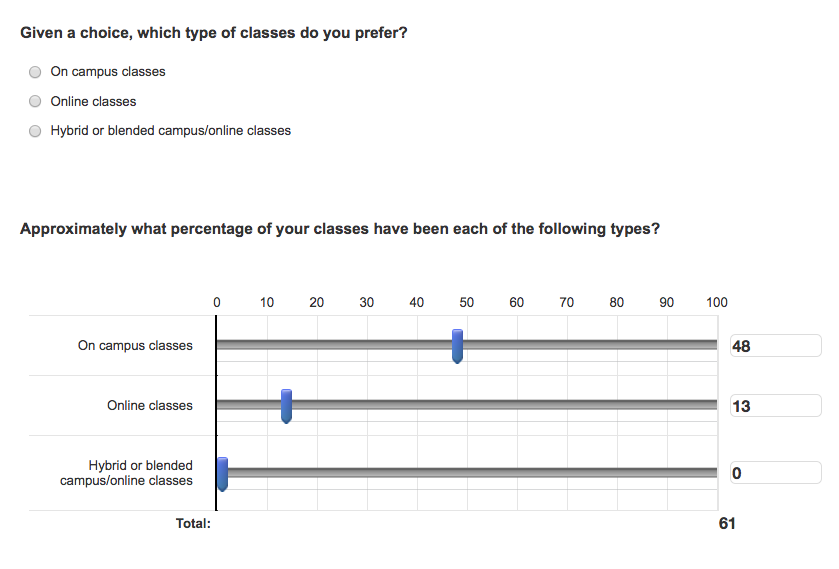 Given a choice, which type of classes do you prefer?
On campus classes
Online classes
Hybrid or blended campus/online classes
Approximately what percentage of your classes have been each of the following types?
0 10 20 30 40 50 60 70 80 90 100
On campus classes 48
Online classes 13
Hybrid or blended
campus/online classes 0
Total: 61